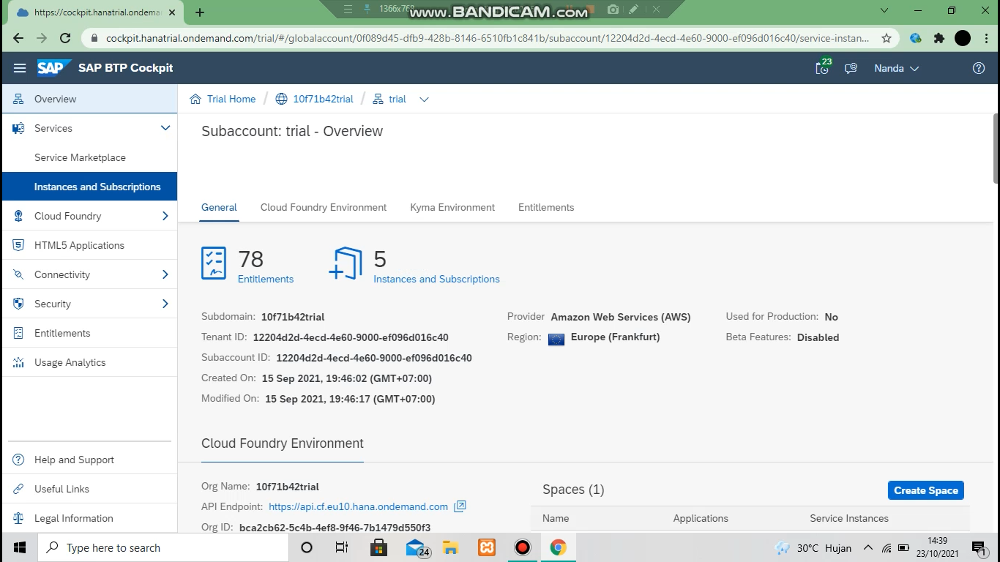 https://cockpit.hanatrial.ondema
1366x768
www.BANDICAM.com
cockpit.hanatrial.ondemand.com/trial/#/globalaccount/0f089d45-dfb9-428b-8146-6510fb1c841b/subaccount/12204d2d-4ecd-4e60-9000-ef096d016c40/service-instan...
SAP SAP BTP Cockpit
23
Nanda
Overview
Services
Service Marketplace
Instances and Subscriptions
Cloud Foundry
HTML5 Applications
Connectivity
Security
Entitlements
Usage Analytics
Help and Support
Useful Links
Legal Information
Trial Home / 10f71b42trial / trial
Subaccount: trial - Overview
General Cloud Foundry Environment Kyma Environment Entitlements
78
Entitlements
5
Instances and Subscriptions
Subdomain: 10f71b42trial
Tenant ID: 12204d2d-4ecd-4e60-9000-ef096d016c40
Subaccount ID: 12204d2d-4ecd-4e60-9000-ef096d016c40
Created On: 15 Sep 2021, 19:46:02 (GMT+07:00)
Modified On: 15 Sep 2021, 19:46:17 (GMT+07:00)
Provider Amazon Web Services (AWS)
Region: Europe (Frankfurt)
Used for Production: No
Beta Features: Disabled
Cloud Foundry Environment
Org Name: 10f71b42trial
API Endpoint: https://api.cf.eu10.hana.ondemand.com
Org ID: bca2cb62-5c4b-4ef8-9f46-7b1479d550f3
Spaces (1)
Create Space
Name Applications Service Instances
Type here to search
24
30°C Hujan
14:39
23/10/2021
1